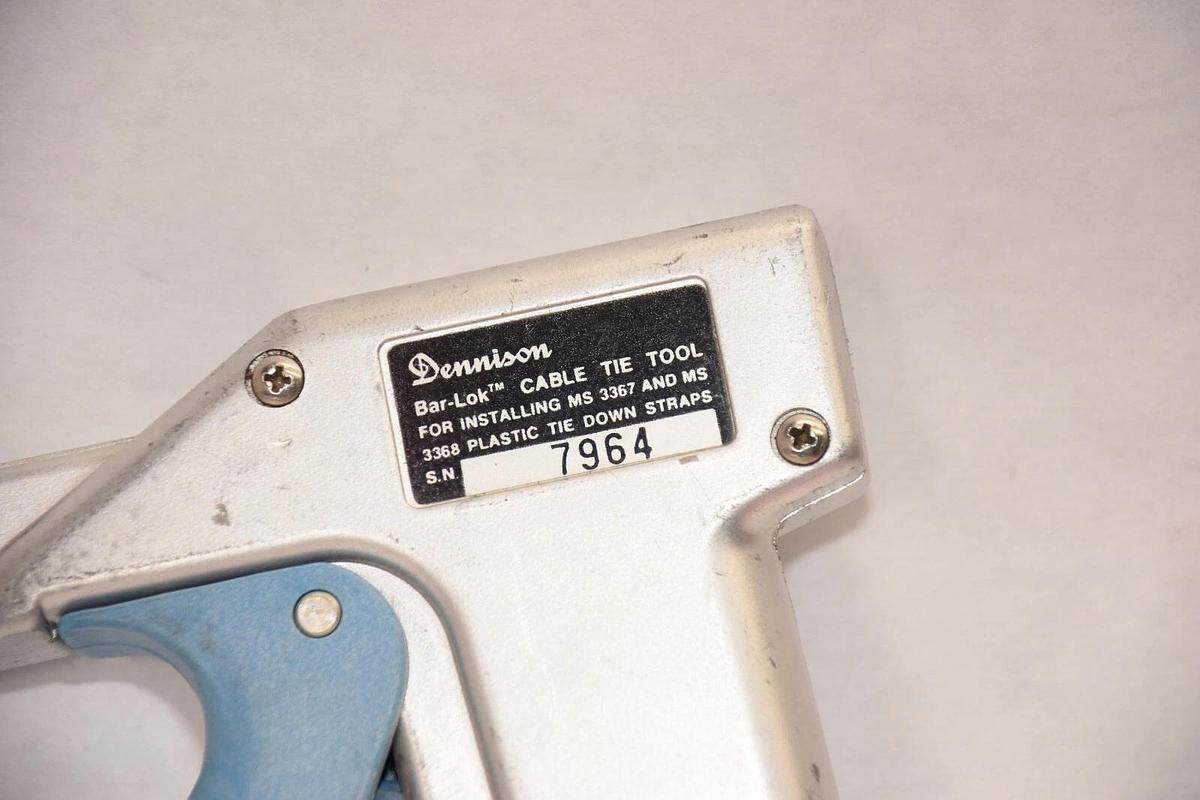 Dennison
Bar-Lok™ CABLE TIE TOOL
FOR INSTALLING MS 3367 AND MS
3368 PLASTIC TIE DOWN STRAPS
S.N. 7964